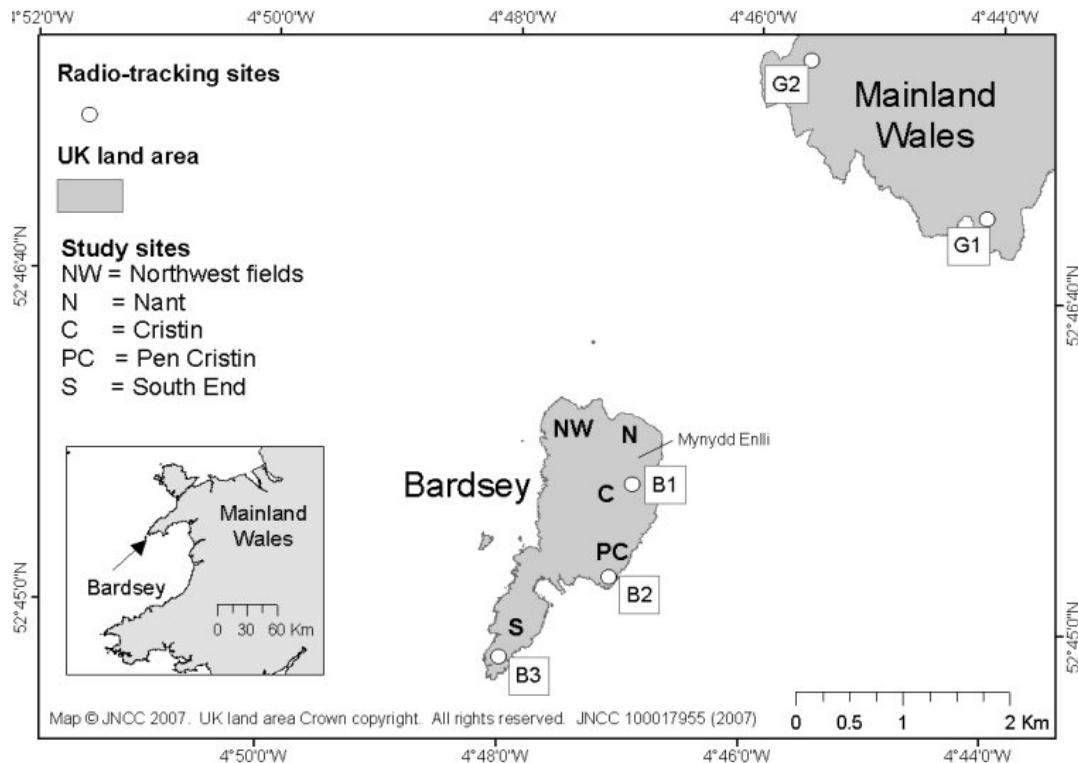 4°52'0"W
4°50'0"W
4°48'0"W
4°46'0"W
4°44'0"W
Radio-tracking sites
UK land area
Study sites
NW = Northwest fields
N = Nant
C = Cristin
PC = Pen Cristin
S = South End
G2
Mainland
Wales
G1
52°46'40"N
52°46'40"N
NW
N
Mynydd Enlli
Bardsey
B1
C
PC
B2
S
B3
Mainland
Wales
Bardsey
0 30 60 Km
52°45'0"N
52°45'0"N
Map © JNCC 2007. UK land area Crown copyright. All rights reserved. JNCC 100017955 (2007)
0 0.5 1 2 Km
4°50'0"W
4°48'0"W
4°46'0"W
4°44'0"W